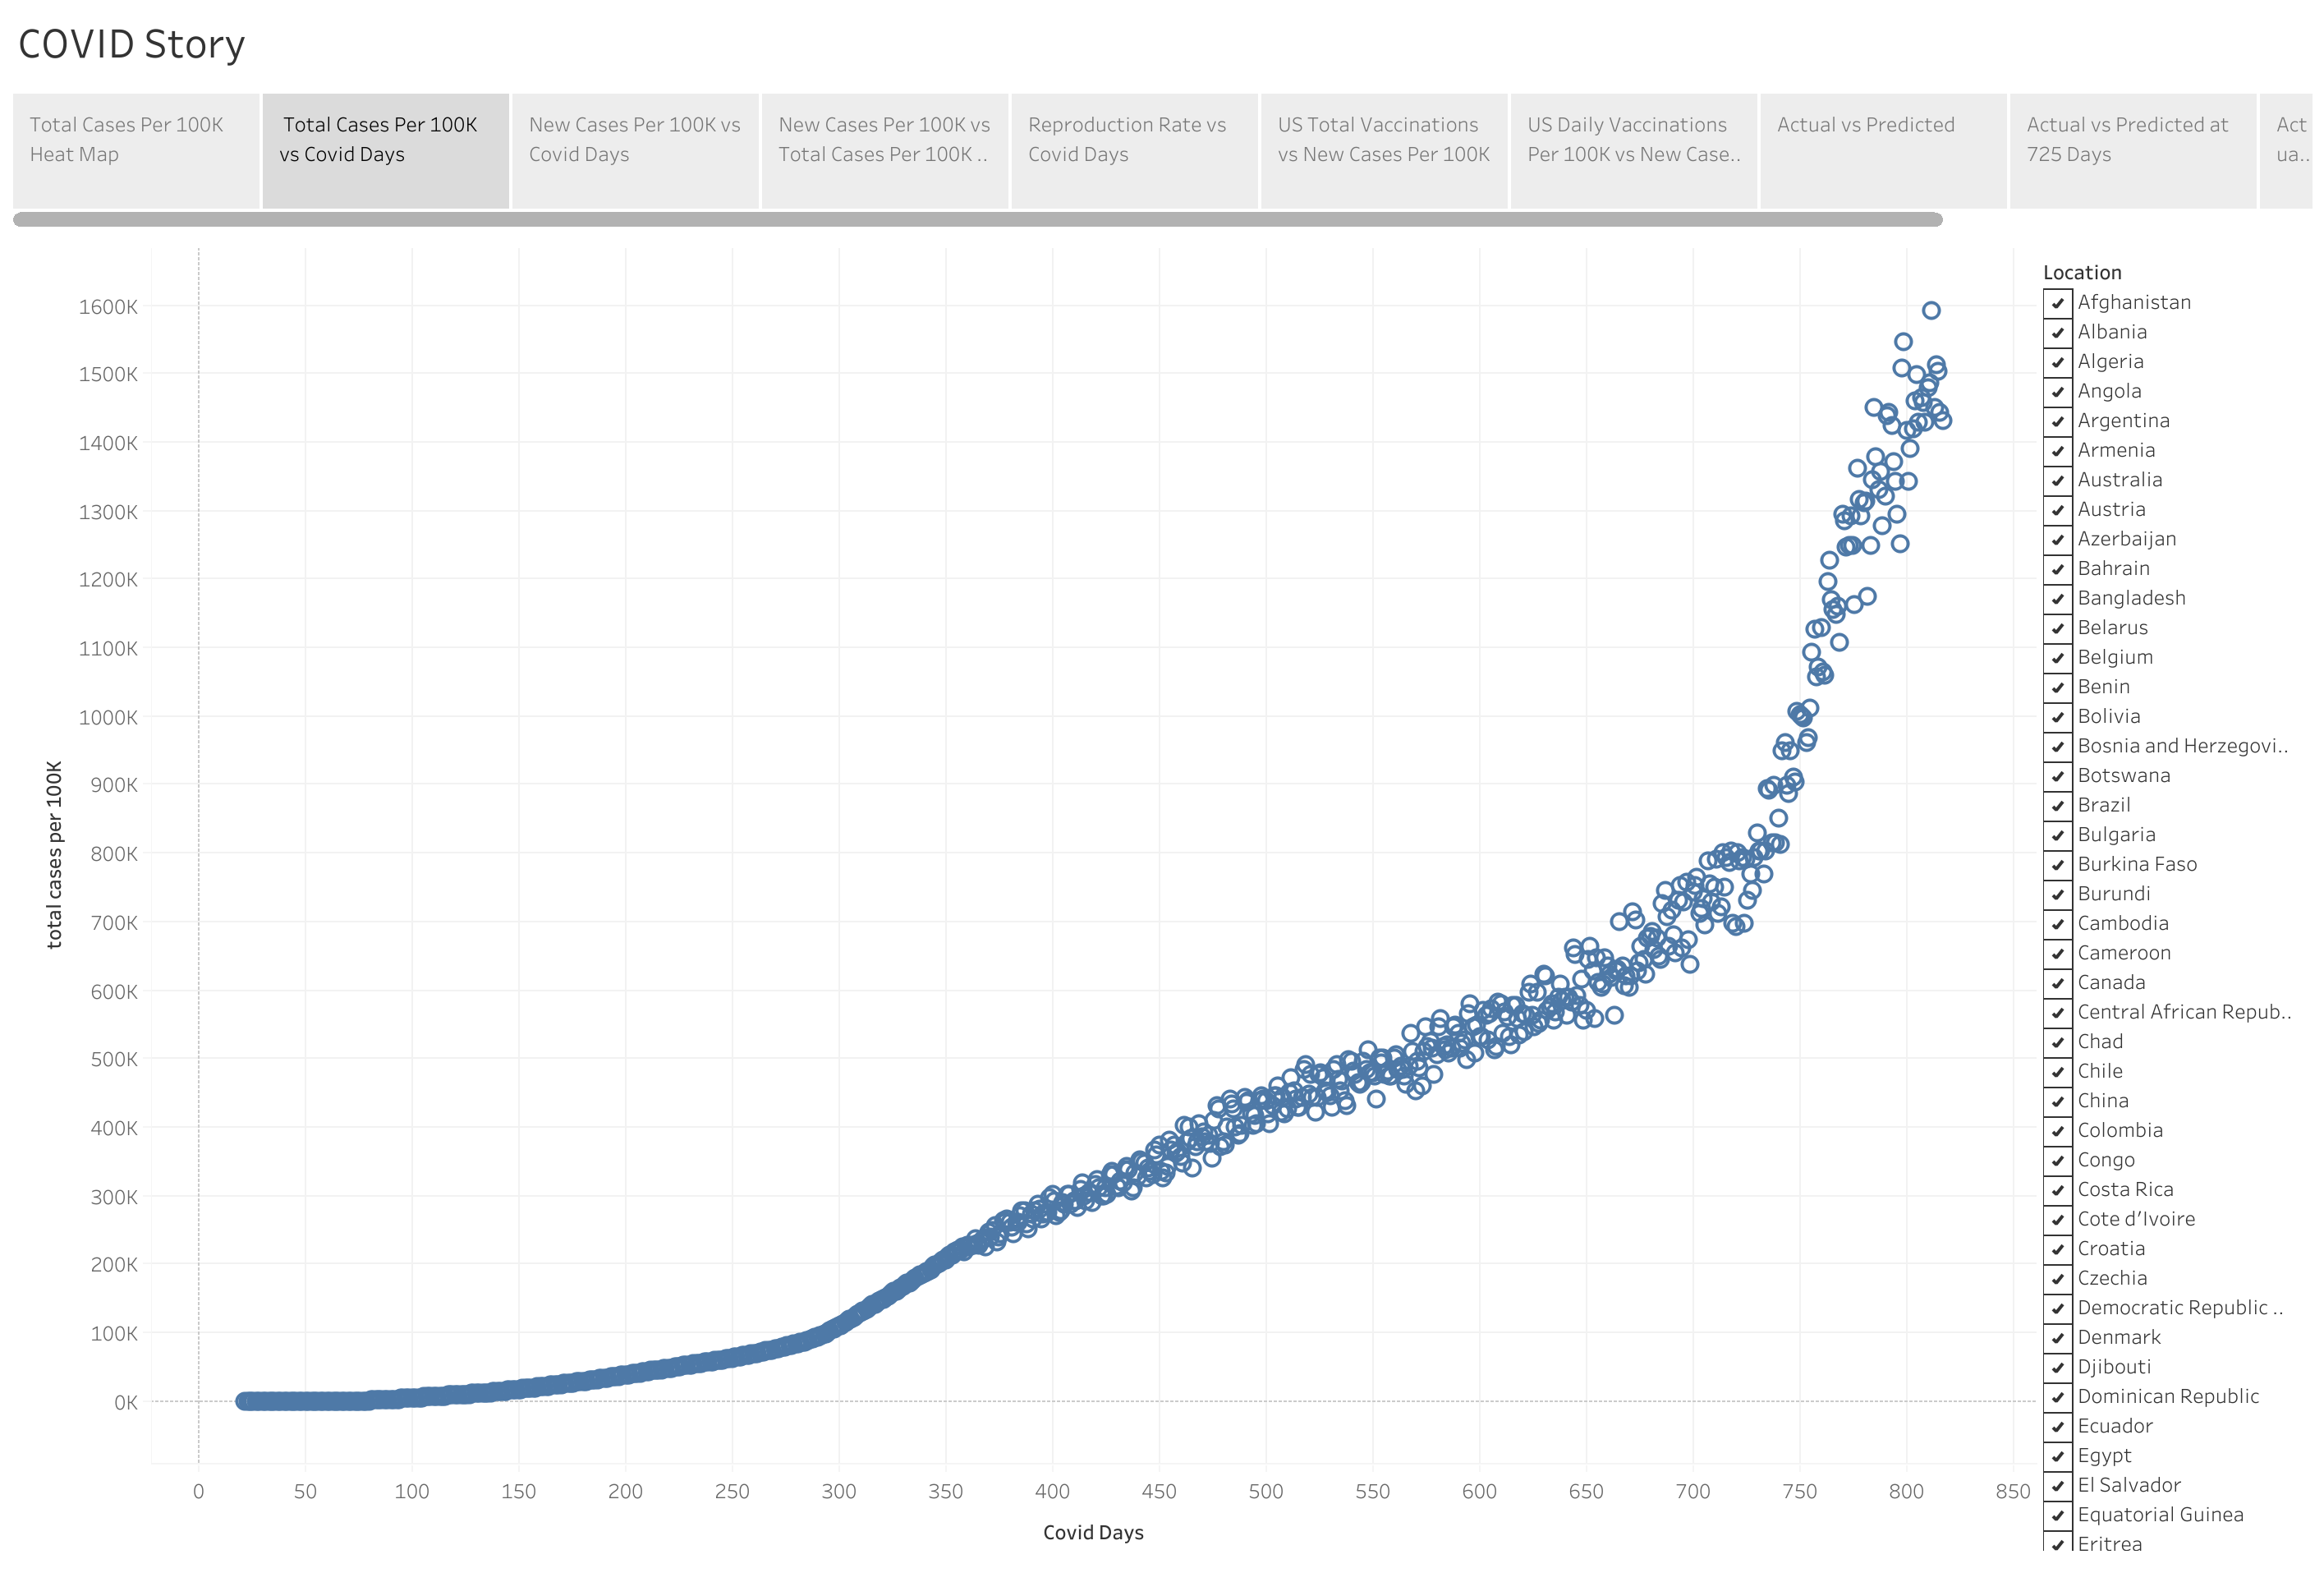 COVID Story
Total Cases Per 100K
Heat Map
Total Cases Per 100K
vs Covid Days
New Cases Per 100K vs
Covid Days
New Cases Per 100K vs
Total Cases Per 100K ..
Reproduction Rate vs
Covid Days
US Total Vaccinations
vs New Cases Per 100K
US Daily Vaccinations
Per 100K vs New Case..
Actual vs Predicted
Actual vs Predicted at
725 Days
Act
ua..
1600K
1500K
1400K
1300K
1200K
1100K
1000K
900K
800K
700K
600K
500K
400K
300K
200K
100K
0K
total cases per 100K
0
50
100
150
200
250
300
350
400
450
500
550
600
650
700
750
800
850
Covid Days
Location
Afghanistan
Albania
Algeria
Angola
Argentina
Armenia
Australia
Austria
Azerbaijan
Bahrain
Bangladesh
Belarus
Belgium
Benin
Bolivia
Bosnia and Herzegovi..
Botswana
Brazil
Bulgaria
Burkina Faso
Burundi
Cambodia
Cameroon
Canada
Central African Repub..
Chad
Chile
China
Colombia
Congo
Costa Rica
Cote d’Ivoire
Croatia
Czechia
Democratic Republic ..
Denmark
Djibouti
Dominican Republic
Ecuador
Egypt
El Salvador
Equatorial Guinea
Eritrea